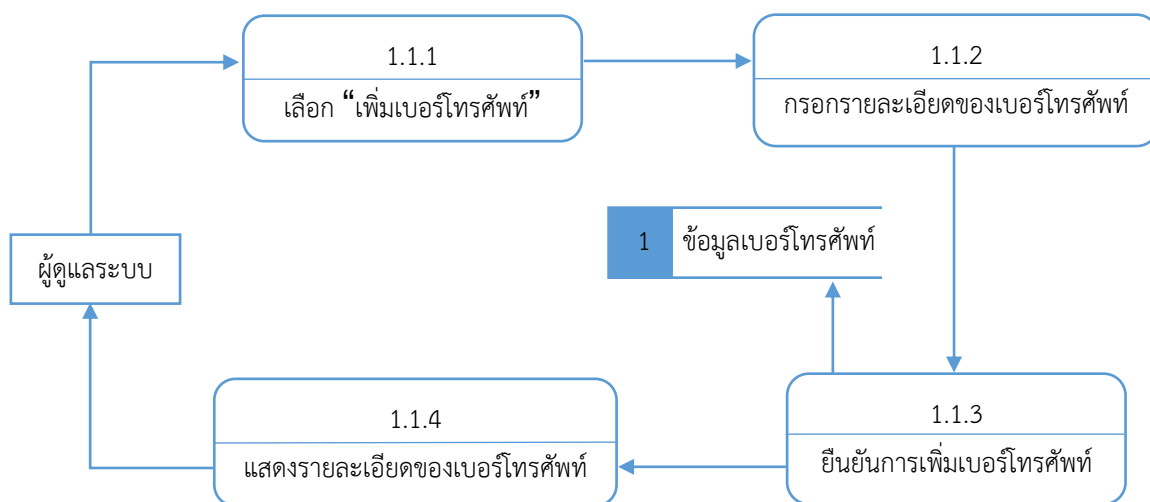 1.1.1
เลือก “เพิ่มเบอร์โทรศัพท์”
1.1.2
กรอกรายละเอียดของเบอร์โทรศัพท์
1 ข้อมูลเบอร์โทรศัพท์
ผู้ดูแลระบบ
1.1.4
แสดงรายละเอียดของเบอร์โทรศัพท์
1.1.3
ยืนยันการเพิ่มเบอร์โทรศัพท์